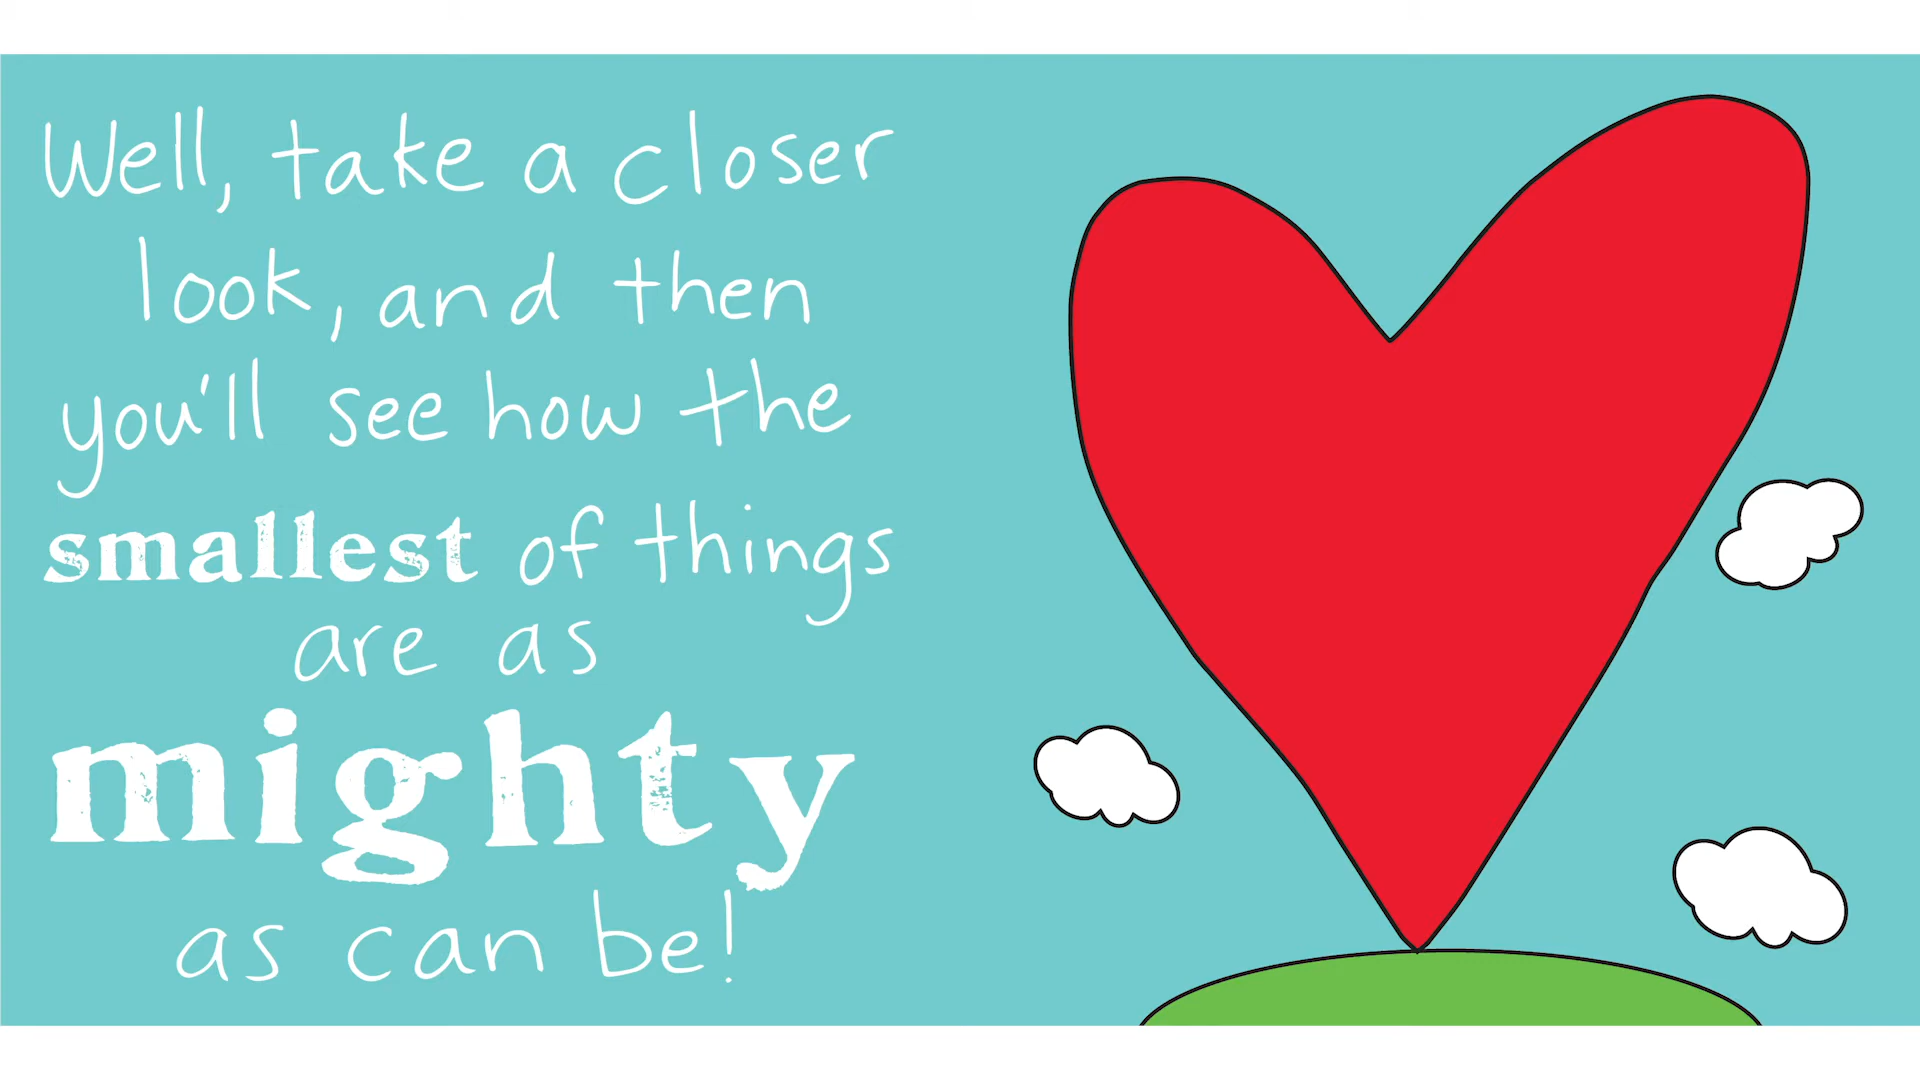 Well, take a closer
look, and then
you'll see how the
smallest of things
are as
mighty
as can be!